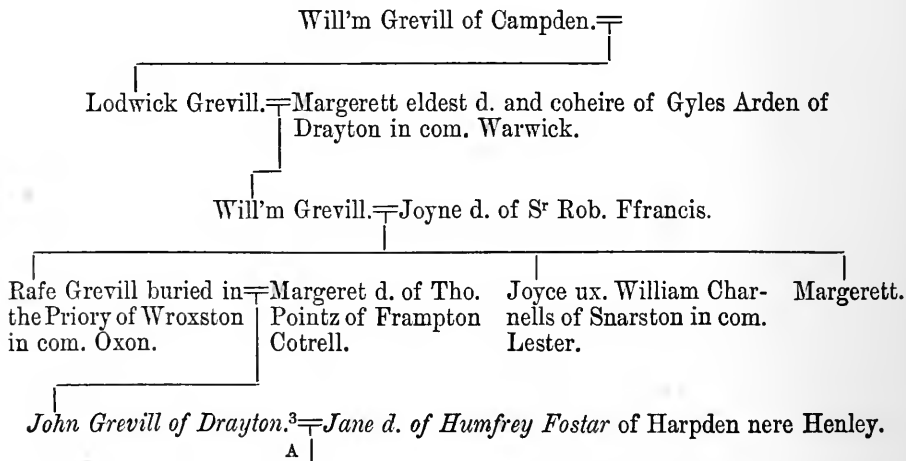 Will'm Grevill of Campden.
Lodwick Grevill. Margerett eldest d. and coheire of Gyles Arden of
Drayton in com. Warwick.
Will'm Grevill. Joyne d. of Sʳ Rob. Ffrancis.
Rafe Grevill buried in
the Priory of Wroxston
in com. Oxon.
Margeret d. of Tho.
Pointz of Frampton
Cotrell.
Joyce ux. William Char-
nells of Snarston in com.
Lester.
Margerett.
John Grevill of Drayton.³ Jane d. of Humfrey Fostar of Harpden nere Henley.
A